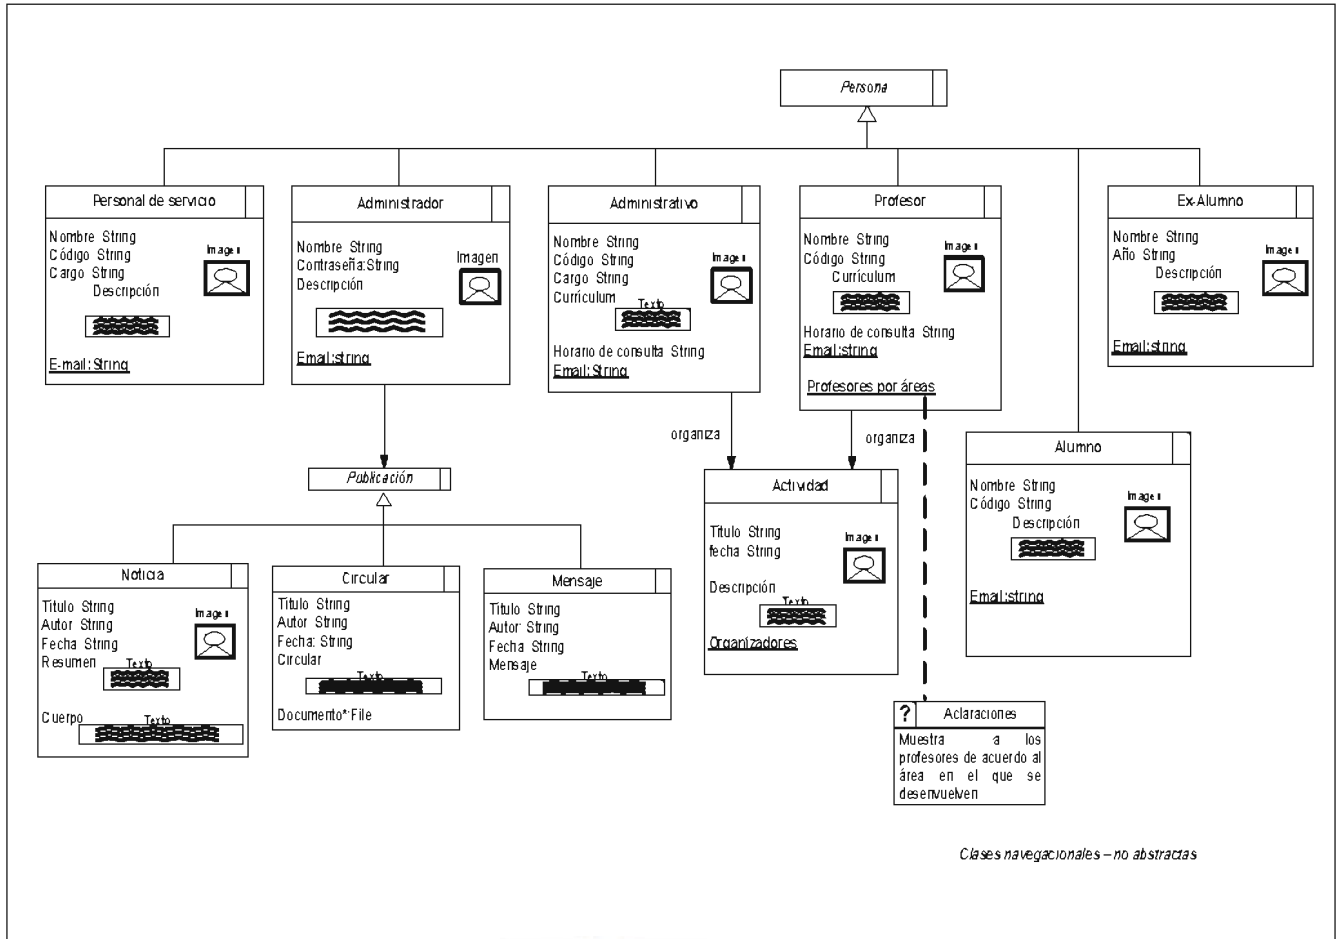 Persona
Personal de servicio
Nombre String
Código String
Cargo String
Imagen
Descripción
E-mail:String
Administrador
Nombre String
Contraseña:String
Descripción
Imagen
Email:string
Administrativo
Nombre String
Código String
Cargo String
Currículum
Imagen
Texto
Horario de consulta String
Email:String
Profesor
Nombre String
Código String
Currículum
Imagen
Horario de consulta String
Email:string
Profesores por áreas
Ex-Alumno
Nombre String
Año String
Descripción
Imagen
Email:string
organiza
organiza
Alumno
Nombre String
Código String
Descripción
Imagen
Email:string
Publicación
Actividad
Título String
fecha String
Imagen
Descripción
Texto
Organizadores
Noticia
Título String
Autor String
Fecha String
Resumen
Imagen
Texto
Cuerpo
Texto
Circular
Título String
Autor String
Fecha: String
Circular
Texto
Documento*:File
Mensaje
Título String
Autor String
Fecha String
Mensaje
Texto
? Aclaraciones
Muestra a los
profesores de acuerdo al
área en el que se
desenvuelven
Clases navegacionales – no abstractas